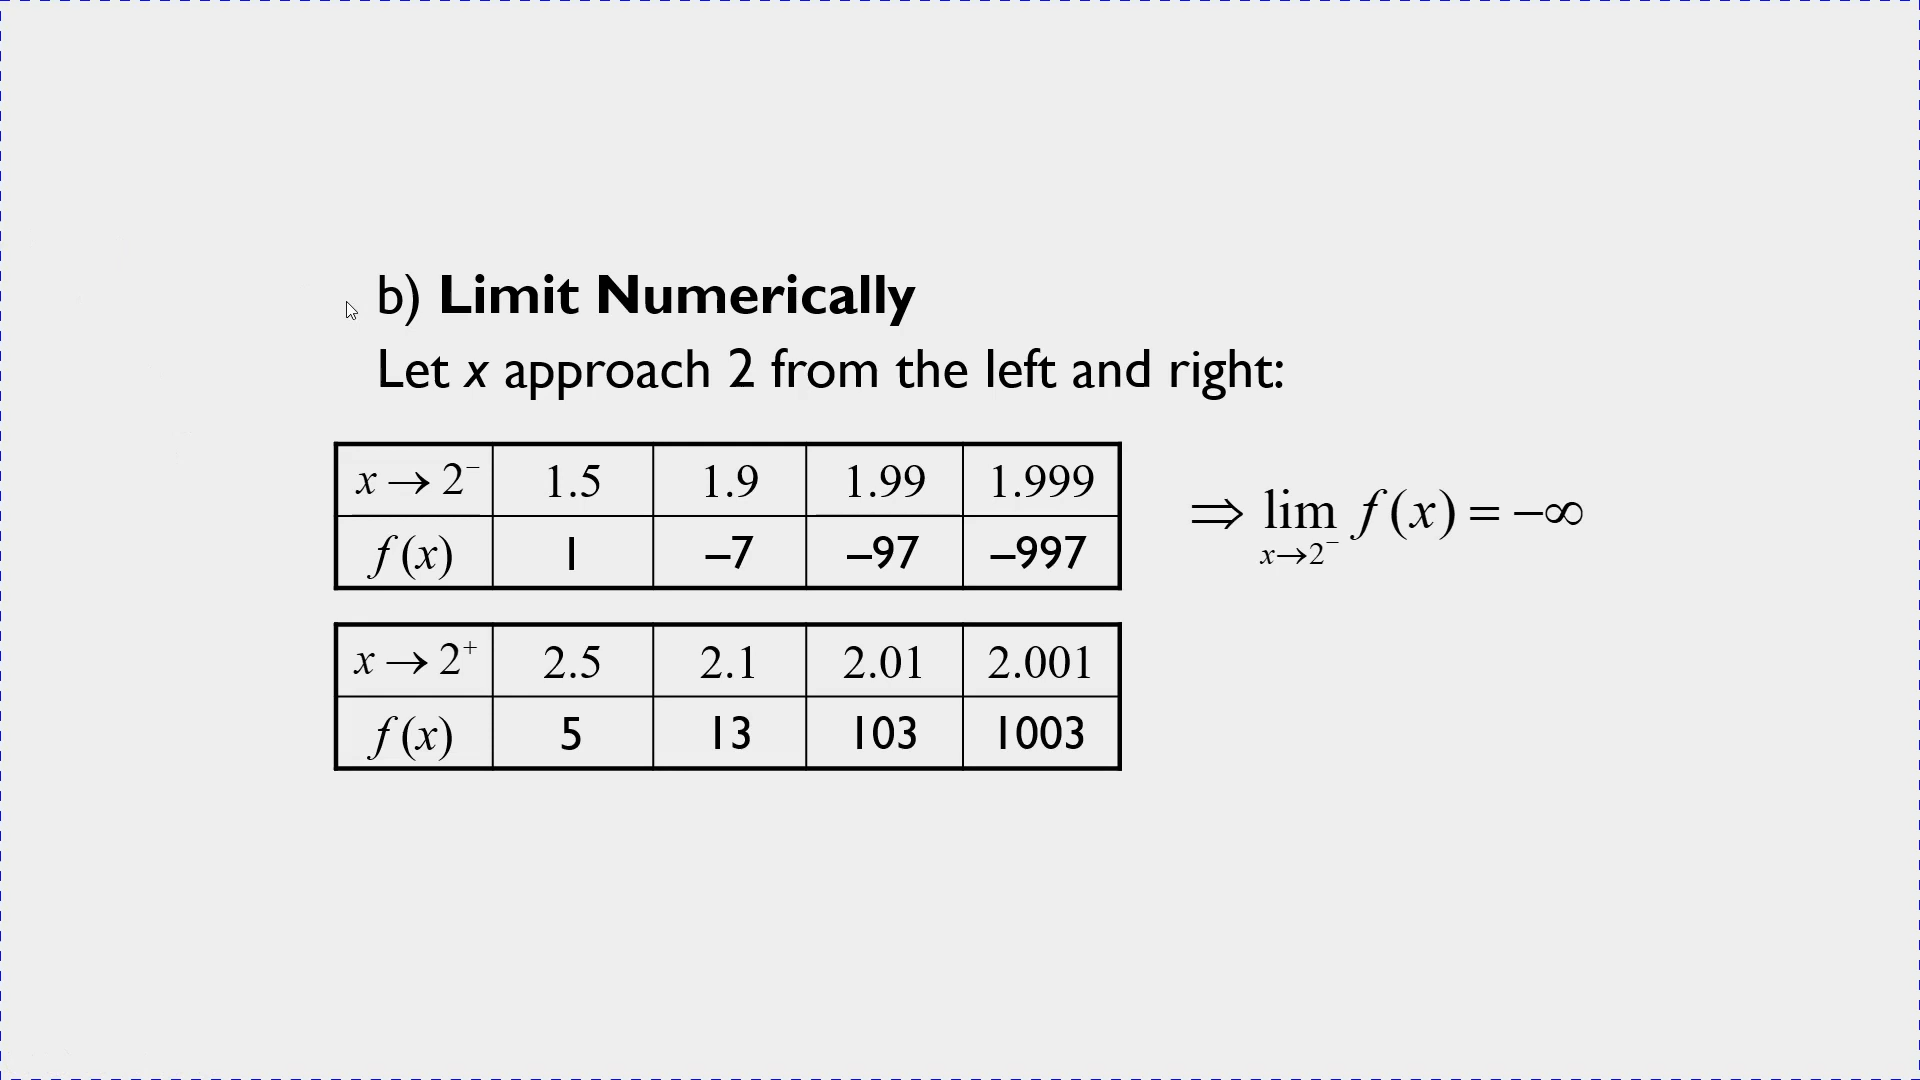 b) Limit Numerically
Let x approach 2 from the left and right:
x → 2⁻ 1.5 1.9 1.99 1.999
f(x) 1 –7 –97 –997
⇒ lim f(x) = −∞
x→2⁻
x → 2⁺ 2.5 2.1 2.01 2.001
f(x) 5 13 103 1003